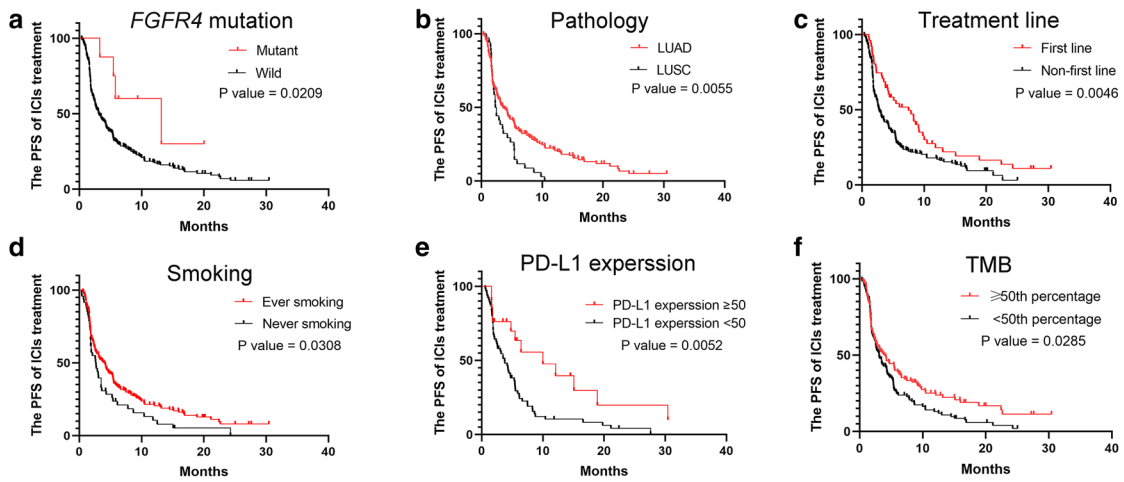 a
FGFR4 mutation
The PFS of ICIs treatment
100
50
0
Mutant
Wild
P value = 0.0209
0 10 20 30 40
Months
b
Pathology
The PFS of ICIs treatment
100
50
0
LUAD
LUSC
P value = 0.0055
0 10 20 30 40
Months
c
Treatment line
The PFS of ICIs treatment
100
50
0
First line
Non-first line
P value = 0.0046
0 10 20 30 40
Months
d
Smoking
The PFS of ICIs treatment
100
50
0
Ever smoking
Never smoking
P value = 0.0308
0 10 20 30 40
Months
e
PD-L1 experssion
The PFS of ICIs treatment
100
50
0
PD-L1 experssion ≥50
PD-L1 experssion <50
P value = 0.0052
0 10 20 30 40
Months
f
TMB
The PFS of ICIs treatment
100
50
0
⩾50th percentage
<50th percentage
P value = 0.0285
0 10 20 30 40
Months